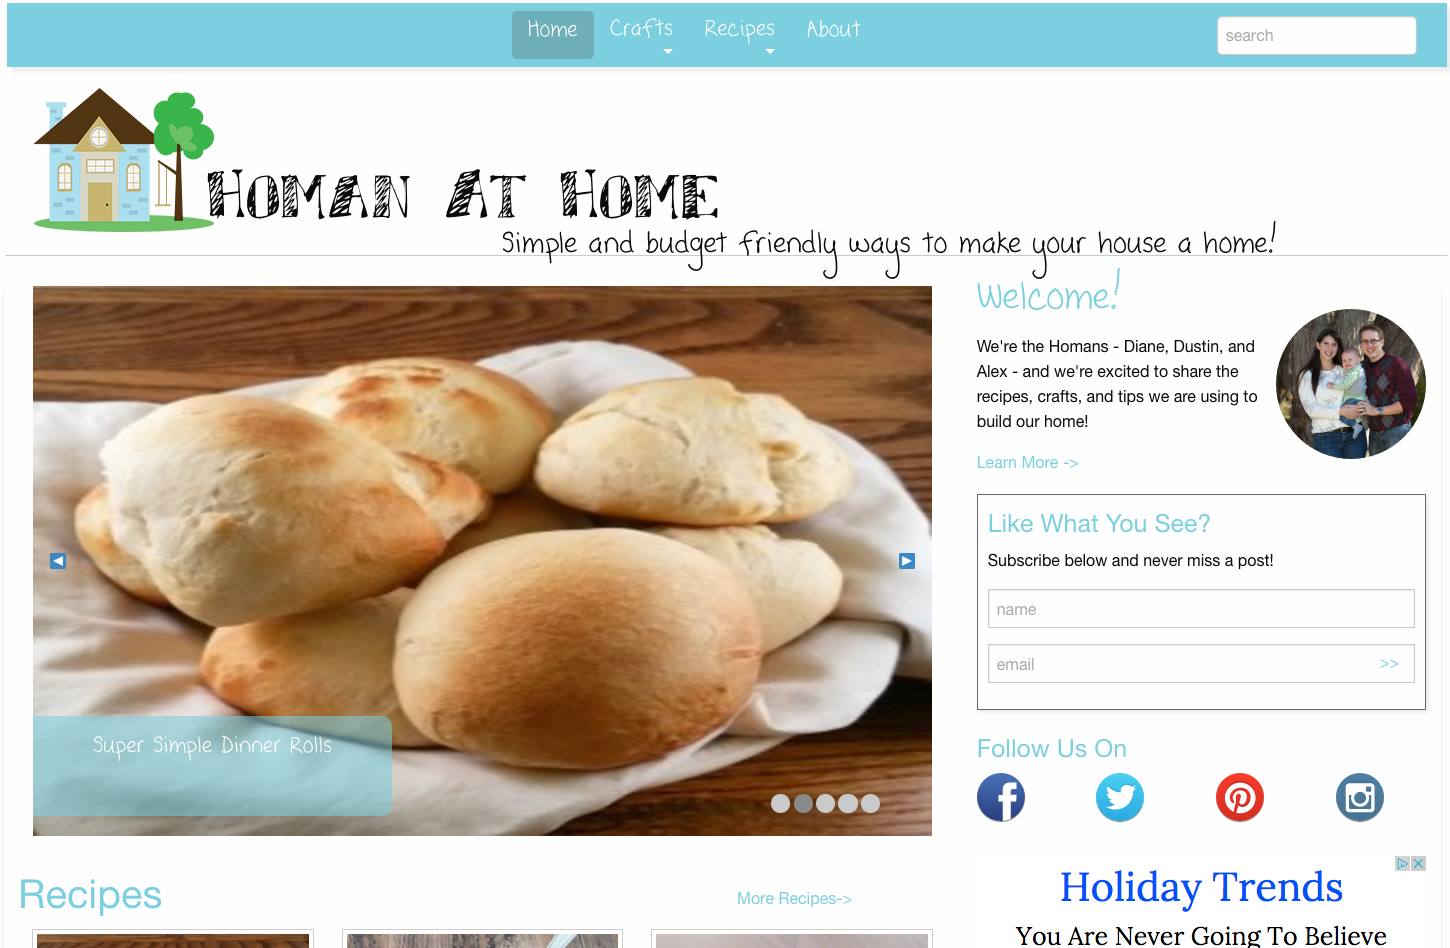 Home Crafts Recipes About
search
Homan At Home
Simple and budget friendly ways to make your house a home!
Super Simple Dinner Rolls
Welcome!
We're the Homans - Diane, Dustin, and
Alex - and we're excited to share the
recipes, crafts, and tips we are using to
build our home!
Learn More ->
Like What You See?
Subscribe below and never miss a post!
name
email >>
Follow Us On
Recipes
More Recipes->
Holiday Trends
You Are Never Going To Believe